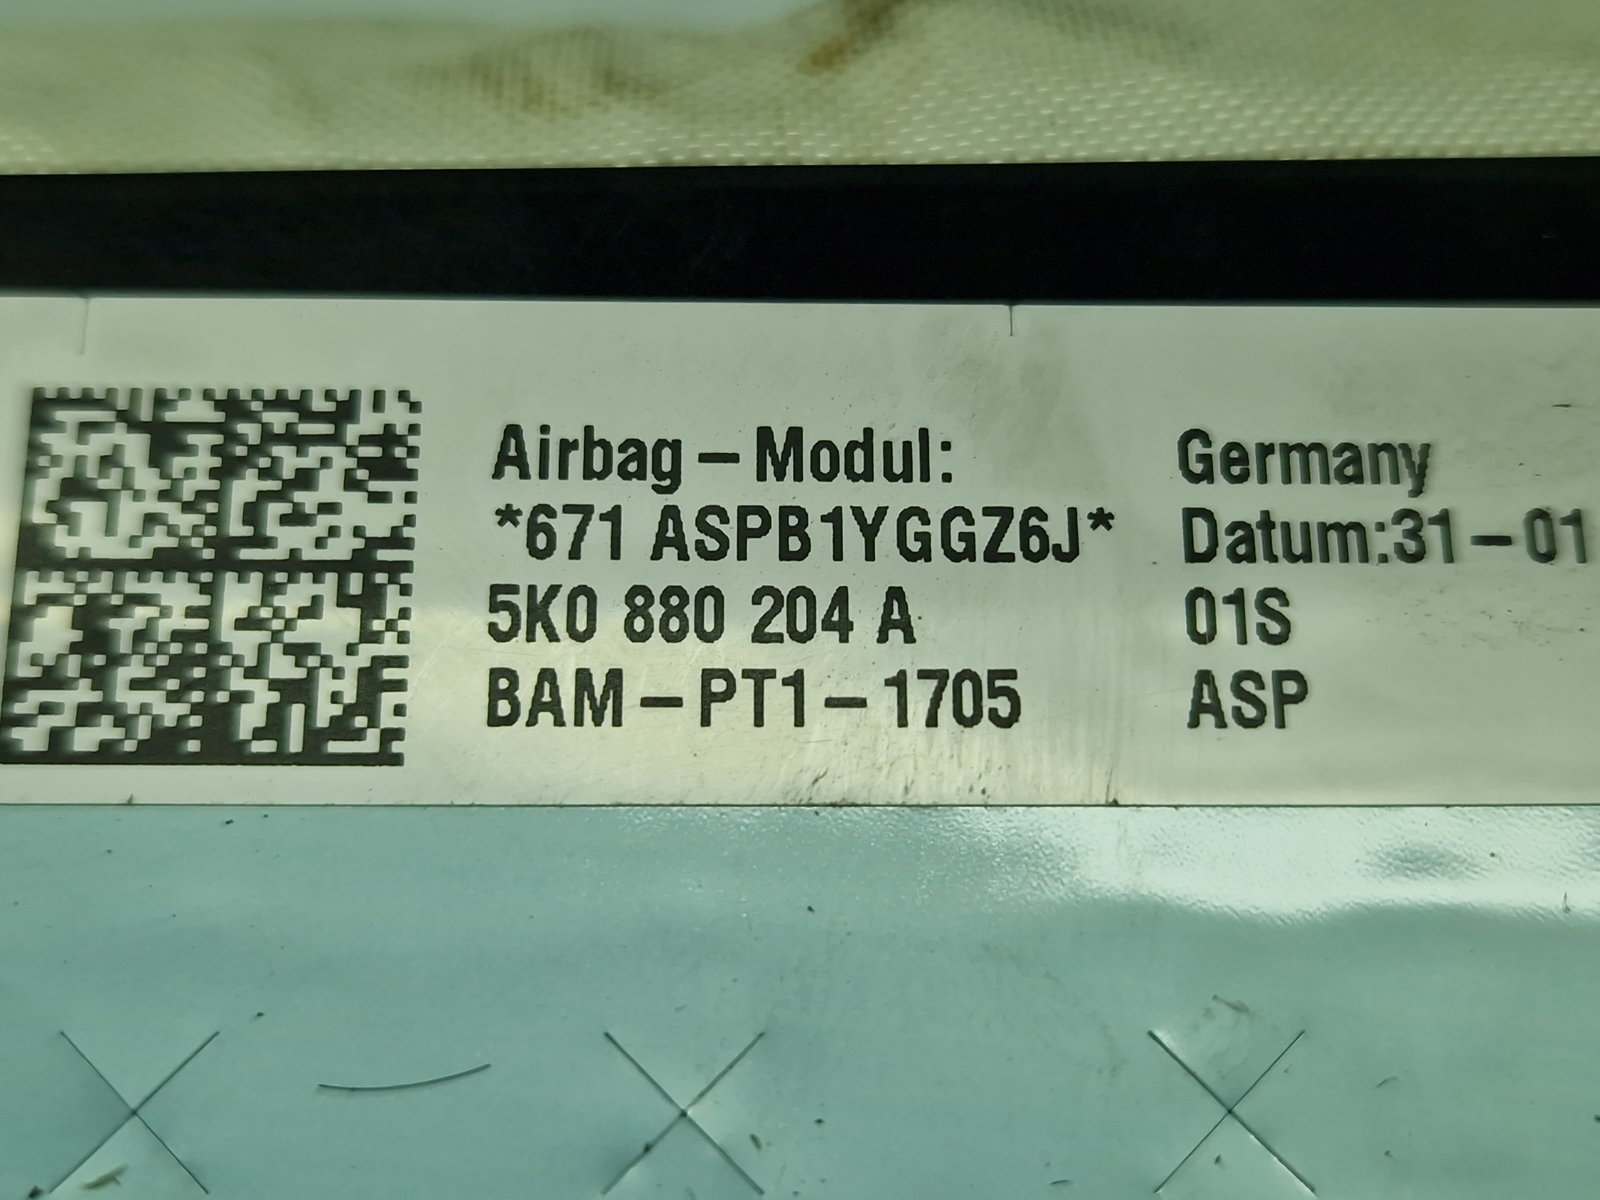 Airbag-Modul:
*671 ASPB1YGGZ6J*
5K0 880 204 A
BAM-PT1-1705
Germany
Datum:31-01
01S
ASP